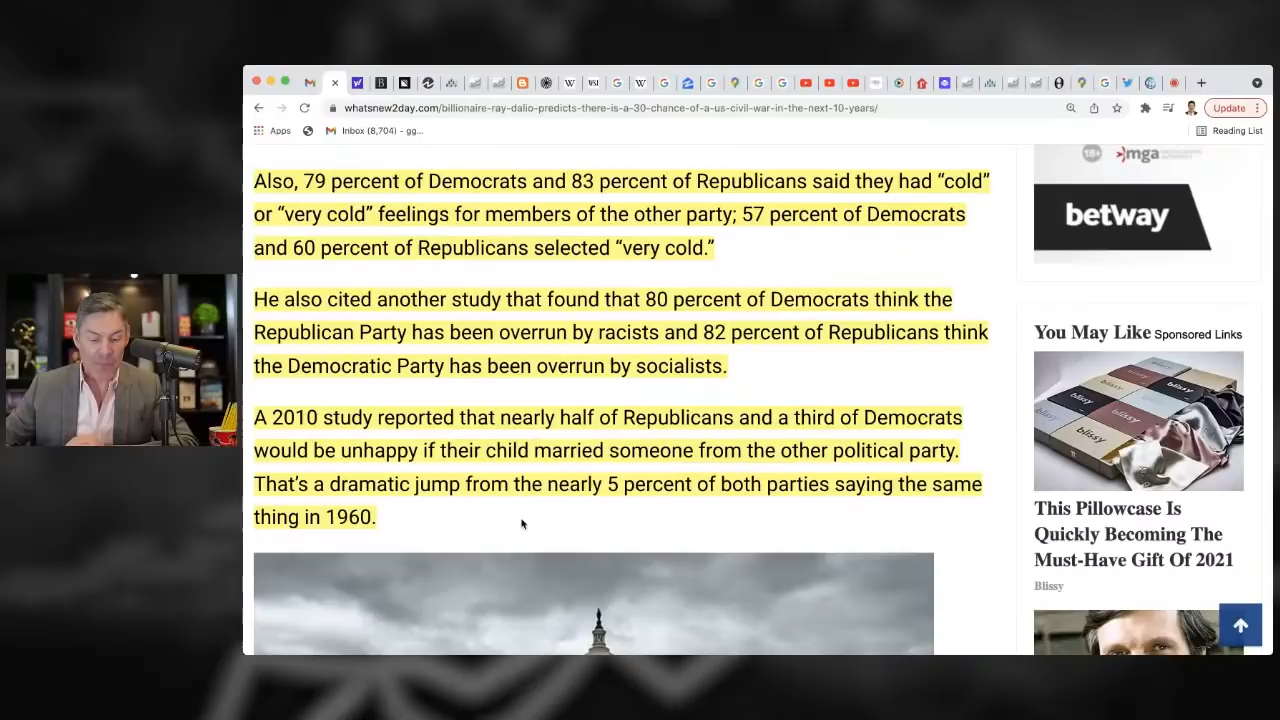 whatsnew2day.com/billionaire-ray-dalio-predicts-there-is-a-30-chance-of-a-us-civil-war-in-the-next-10-years/
Update
Apps
Inbox (8,704) - gg...
Reading List
Also, 79 percent of Democrats and 83 percent of Republicans said they had “cold”
or “very cold” feelings for members of the other party; 57 percent of Democrats
and 60 percent of Republicans selected “very cold.”
He also cited another study that found that 80 percent of Democrats think the
Republican Party has been overrun by racists and 82 percent of Republicans think
the Democratic Party has been overrun by socialists.
A 2010 study reported that nearly half of Republicans and a third of Democrats
would be unhappy if their child married someone from the other political party.
That’s a dramatic jump from the nearly 5 percent of both parties saying the same
thing in 1960.
18+ mga
betway
You May Like Sponsored Links
blissy
blissy
blissy
This Pillowcase Is
Quickly Becoming The
Must-Have Gift Of 2021
Blissy